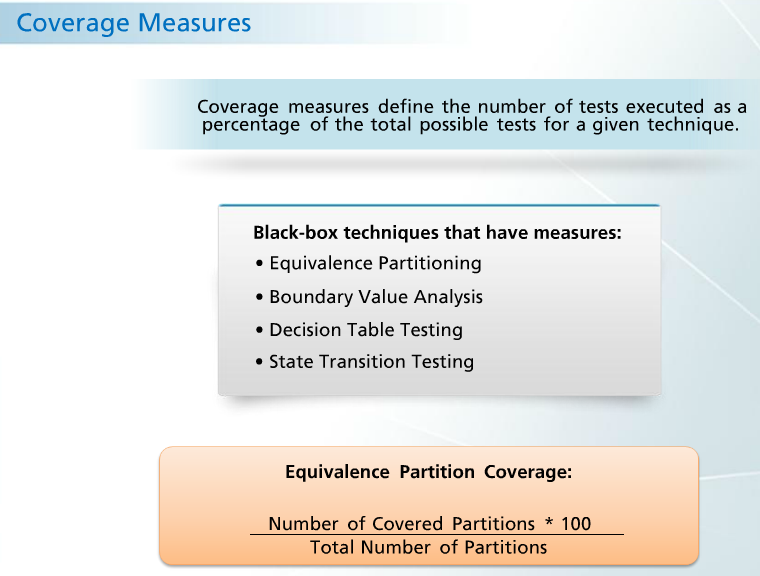 Coverage Measures
Coverage measures define the number of tests executed as a
percentage of the total possible tests for a given technique.
Black-box techniques that have measures:
• Equivalence Partitioning
• Boundary Value Analysis
• Decision Table Testing
• State Transition Testing
Equivalence Partition Coverage:
Number of Covered Partitions * 100
Total Number of Partitions